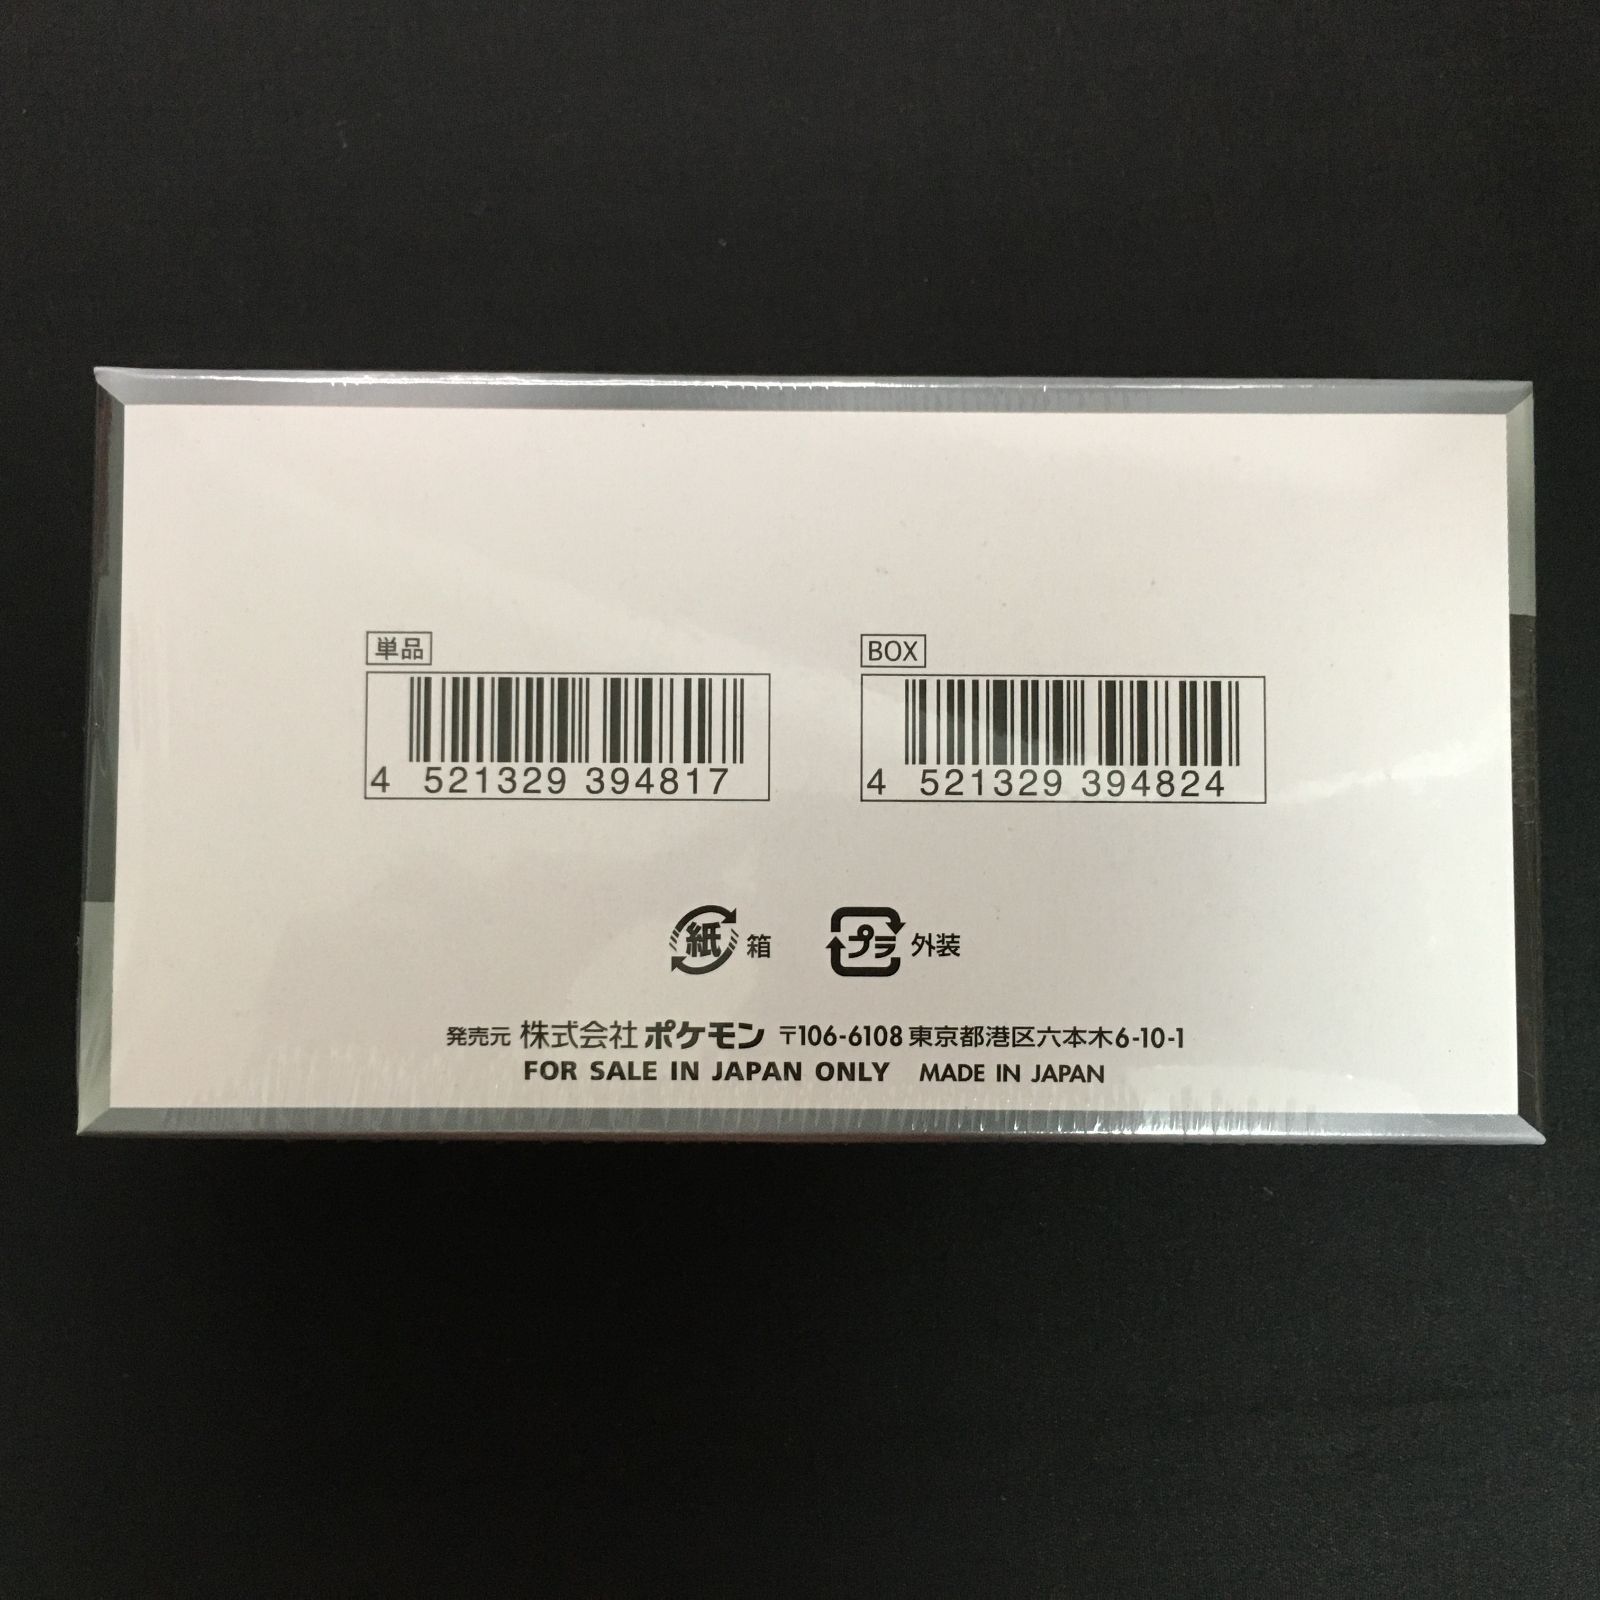 単品
BOX
4 521329 394817
4 521329 394824
紙 箱
プラ 外装
発売元 株式会社 ポケモン 〒106-6108 東京都港区六本木6-10-1
FOR SALE IN JAPAN ONLY MADE IN JAPAN